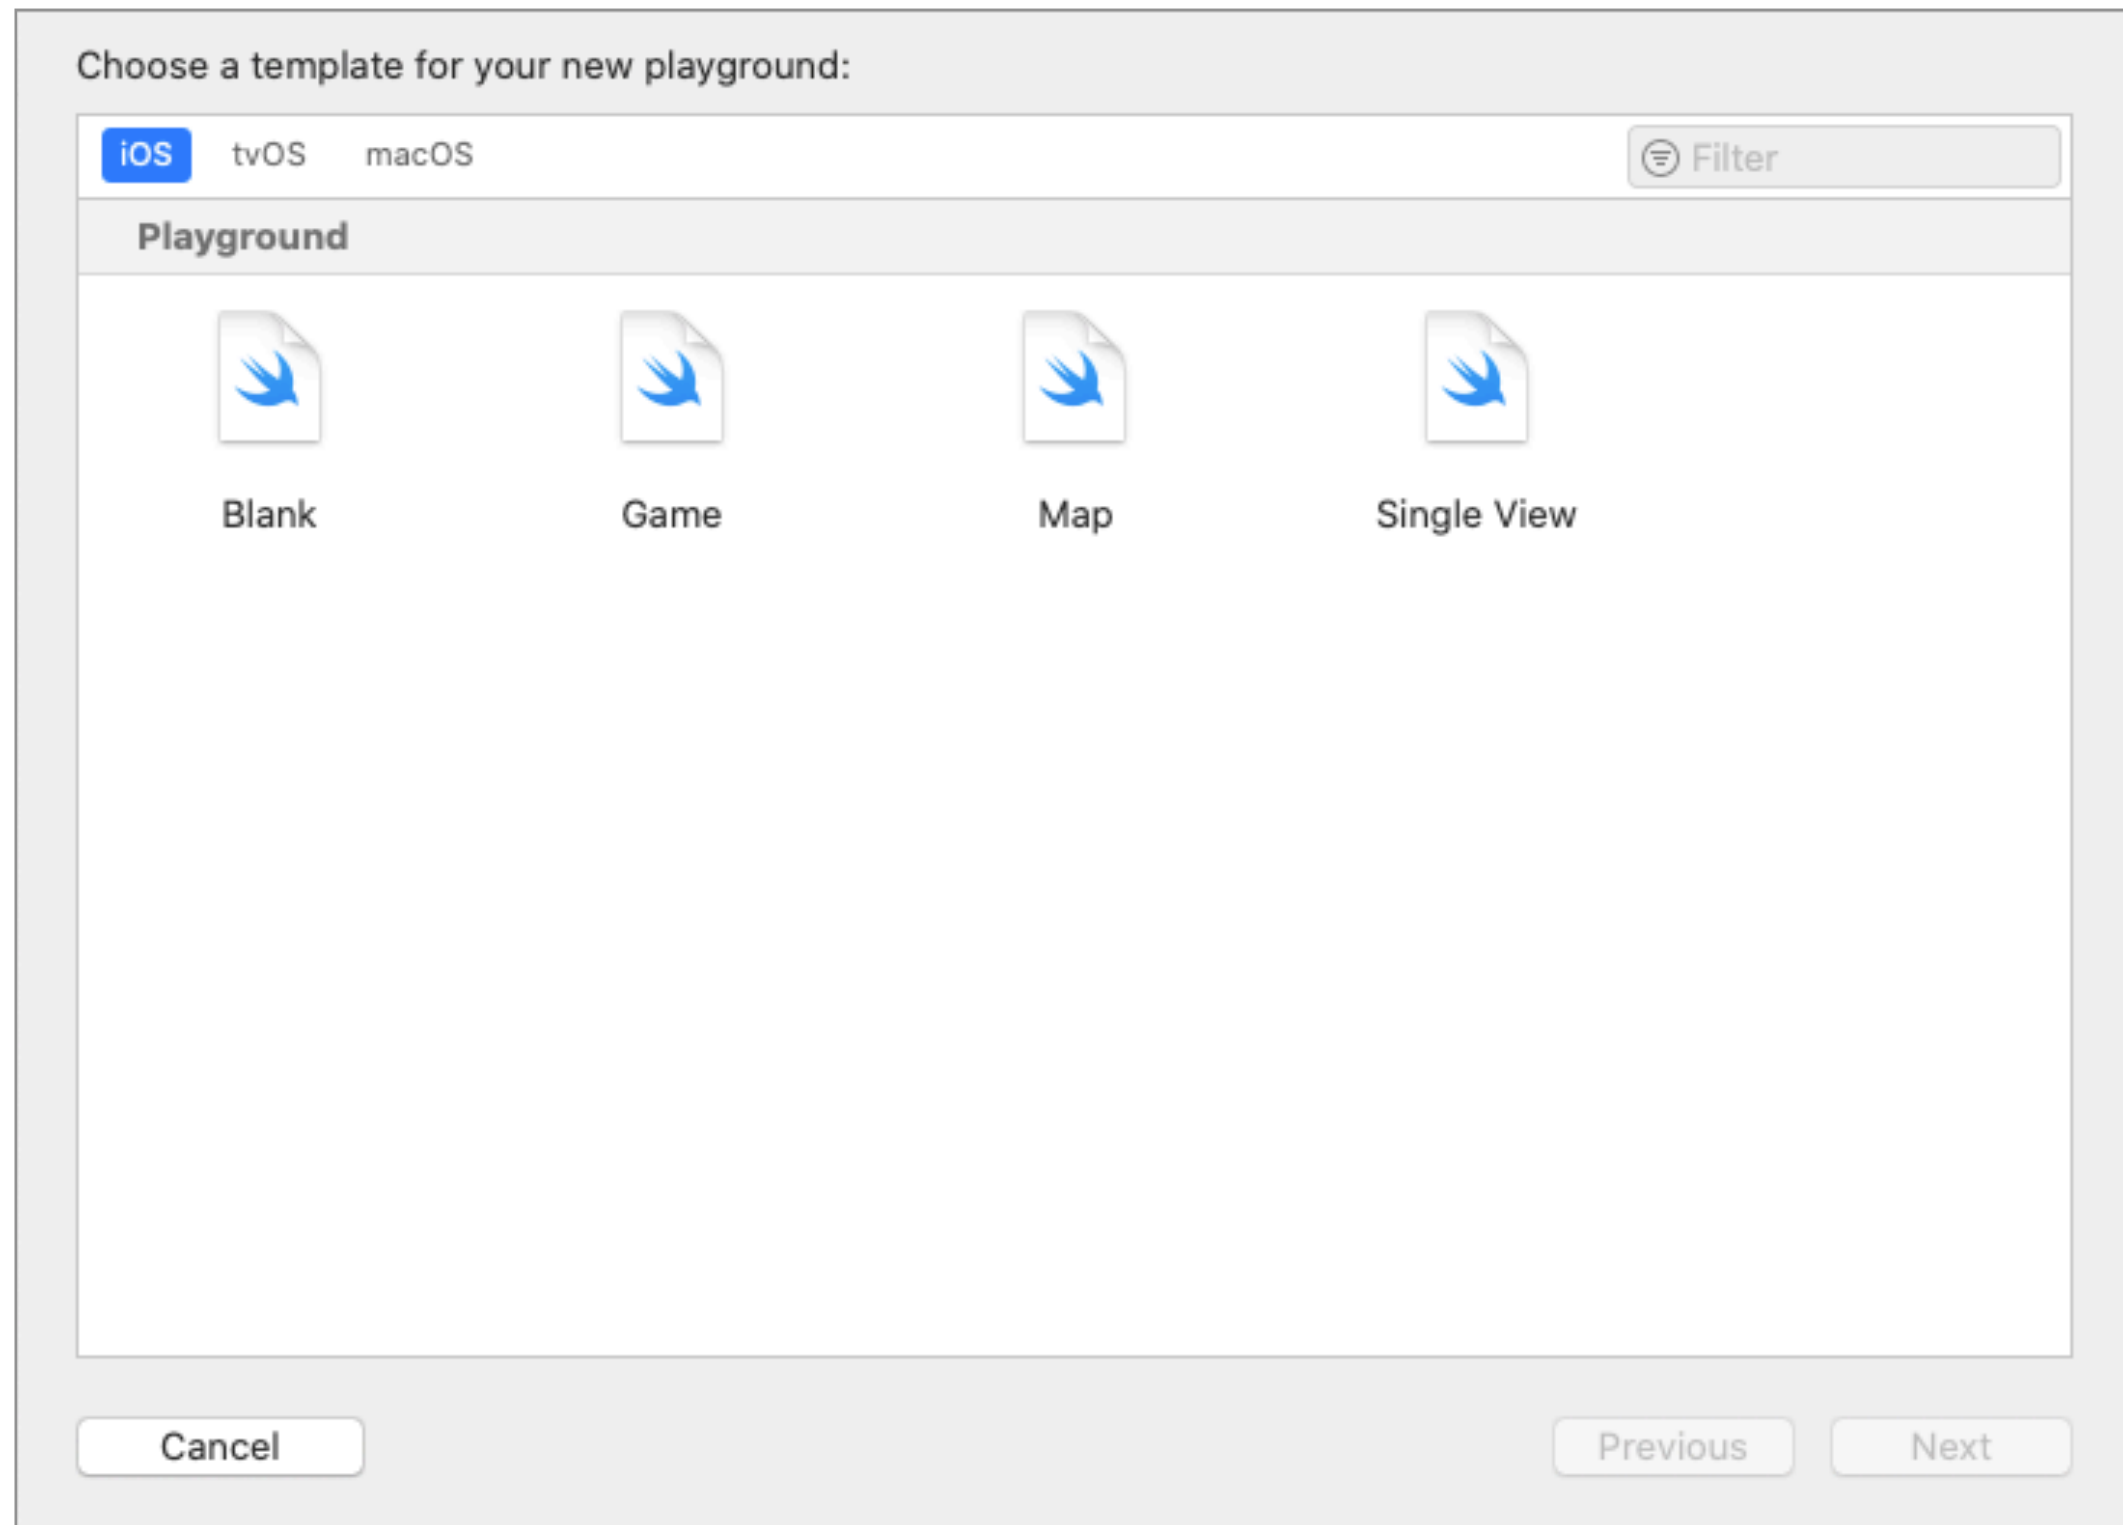 Choose a template for your new playground:
iOS tvOS macOS Filter
Playground
Blank Game Map Single View
Cancel Previous Next